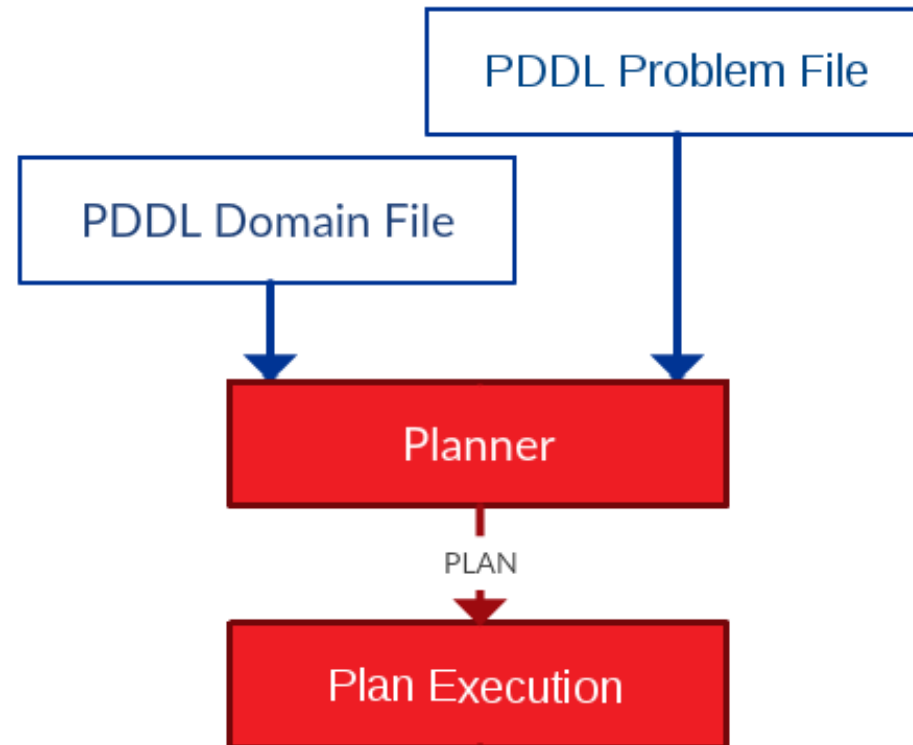 PDDL Problem File
PDDL Domain File
Planner
PLAN
Plan Execution